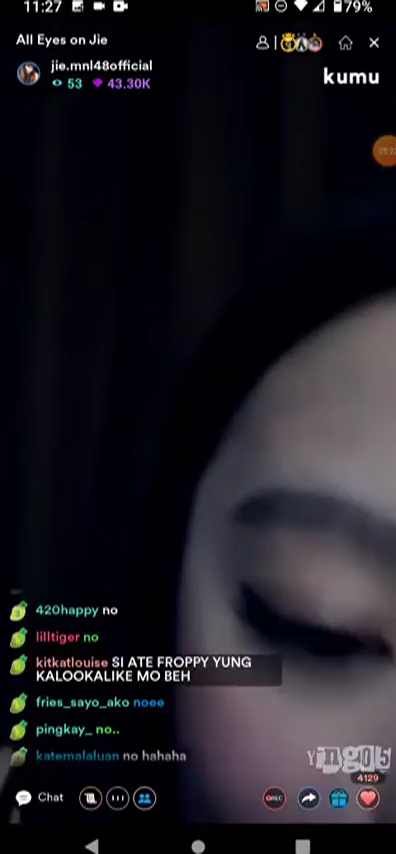 11:27
79%
All Eyes on Jie
jie.mnl48official
53 43.30K
kumu
420happy no
lilltiger no
kitkatlouise SI ATE FROPPY YUNG
KALOOKALIKE MO BEH
fries_sayo_ako noee
pingkay_ no..
katemalaluan no hahaha
4129
Chat